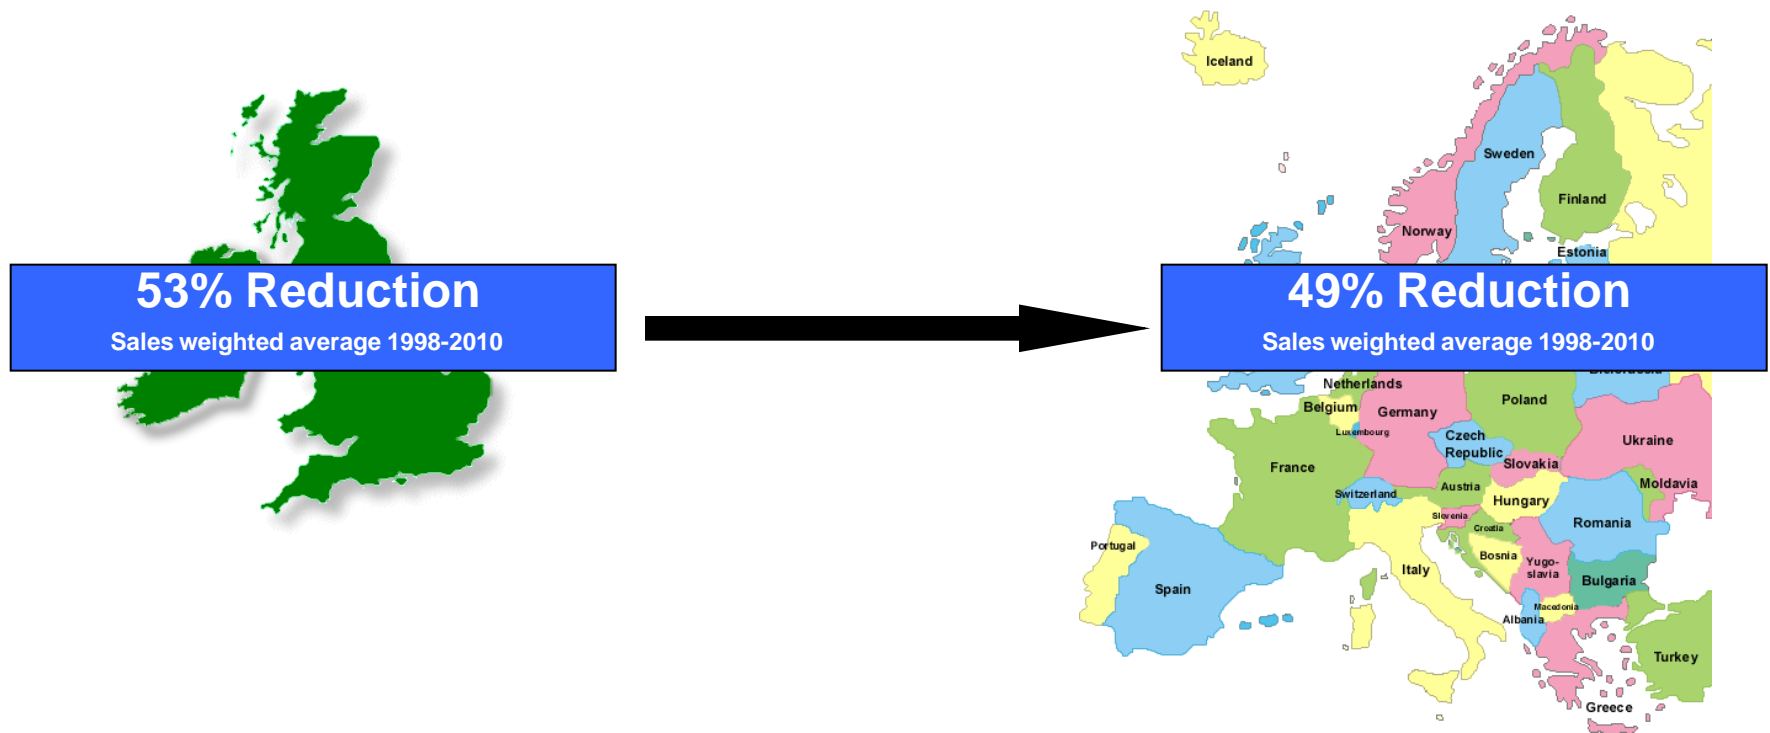 53% Reduction
Sales weighted average 1998-2010
Iceland
Sweden
Finland
Norway
Estonia
49% Reduction
Sales weighted average 1998-2010
Netherlands
Belgium
Germany
Poland
Luxembourg
Czech
Republic
Ukraine
France
Slovakia
Switzerland
Austria
Hungary
Moldavia
Slovenia
Croatia
Romania
Portugal
Bosnia
Italy
Yugo-
slavia
Bulgaria
Spain
Macedonia
Albania
Turkey
Greece